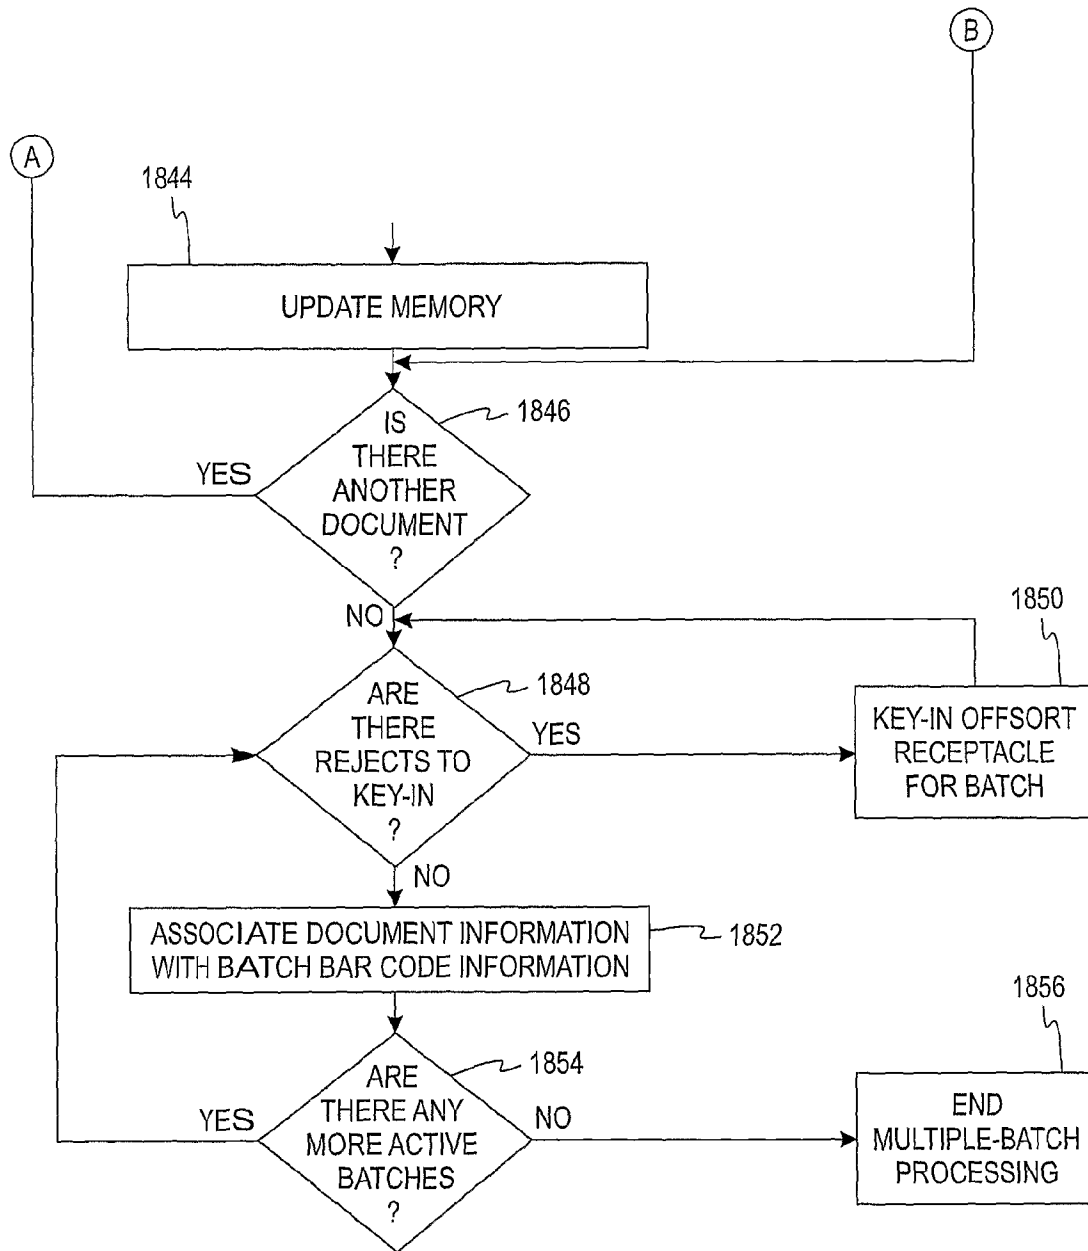 B
A
1844
UPDATE MEMORY
1846
IS
THERE
ANOTHER
DOCUMENT
?
YES
NO
1850
1848
ARE
THERE
REJECTS TO
KEY-IN
?
YES
KEY-IN OFFSORT
RECEPTACLE
FOR BATCH
NO
ASSOCIATE DOCUMENT INFORMATION
WITH BATCH BAR CODE INFORMATION
1852
1856
1854
ARE
THERE ANY
MORE ACTIVE
BATCHES
?
YES
NO
END
MULTIPLE-BATCH
PROCESSING